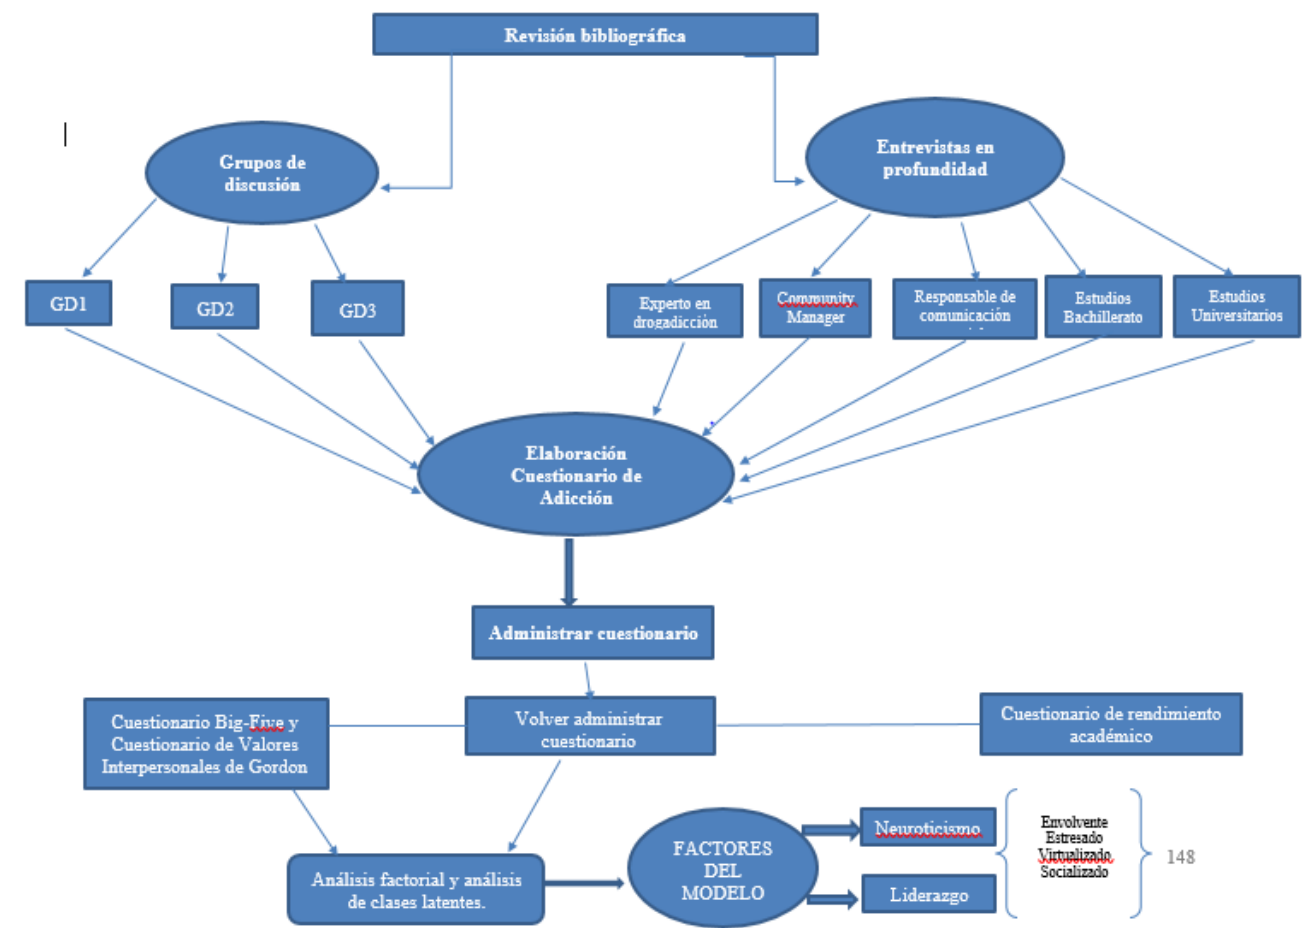 Revisión bibliográfica
Grupos de
discusión
Entrevistas en
profundidad
GD1
GD2
GD3
Experto en
drogadicción
Community
Manager
Responsable de
comunicación
Estudios
Bachillerato
Estudios
Universitarios
Elaboración
Cuestionario de
Adicción
Administrar cuestionario
Cuestionario Big-Five y
Cuestionario de Valores
Interpersonales de Gordon
Volver administrar
cuestionario
Cuestionario de rendimiento
académico
Análisis factorial y análisis
de clases latentes.
FACTORES
DEL
MODELO
Neuroticismo
Liderazgo
Envolvente
Estresado
Virtualizado
Socializado
148